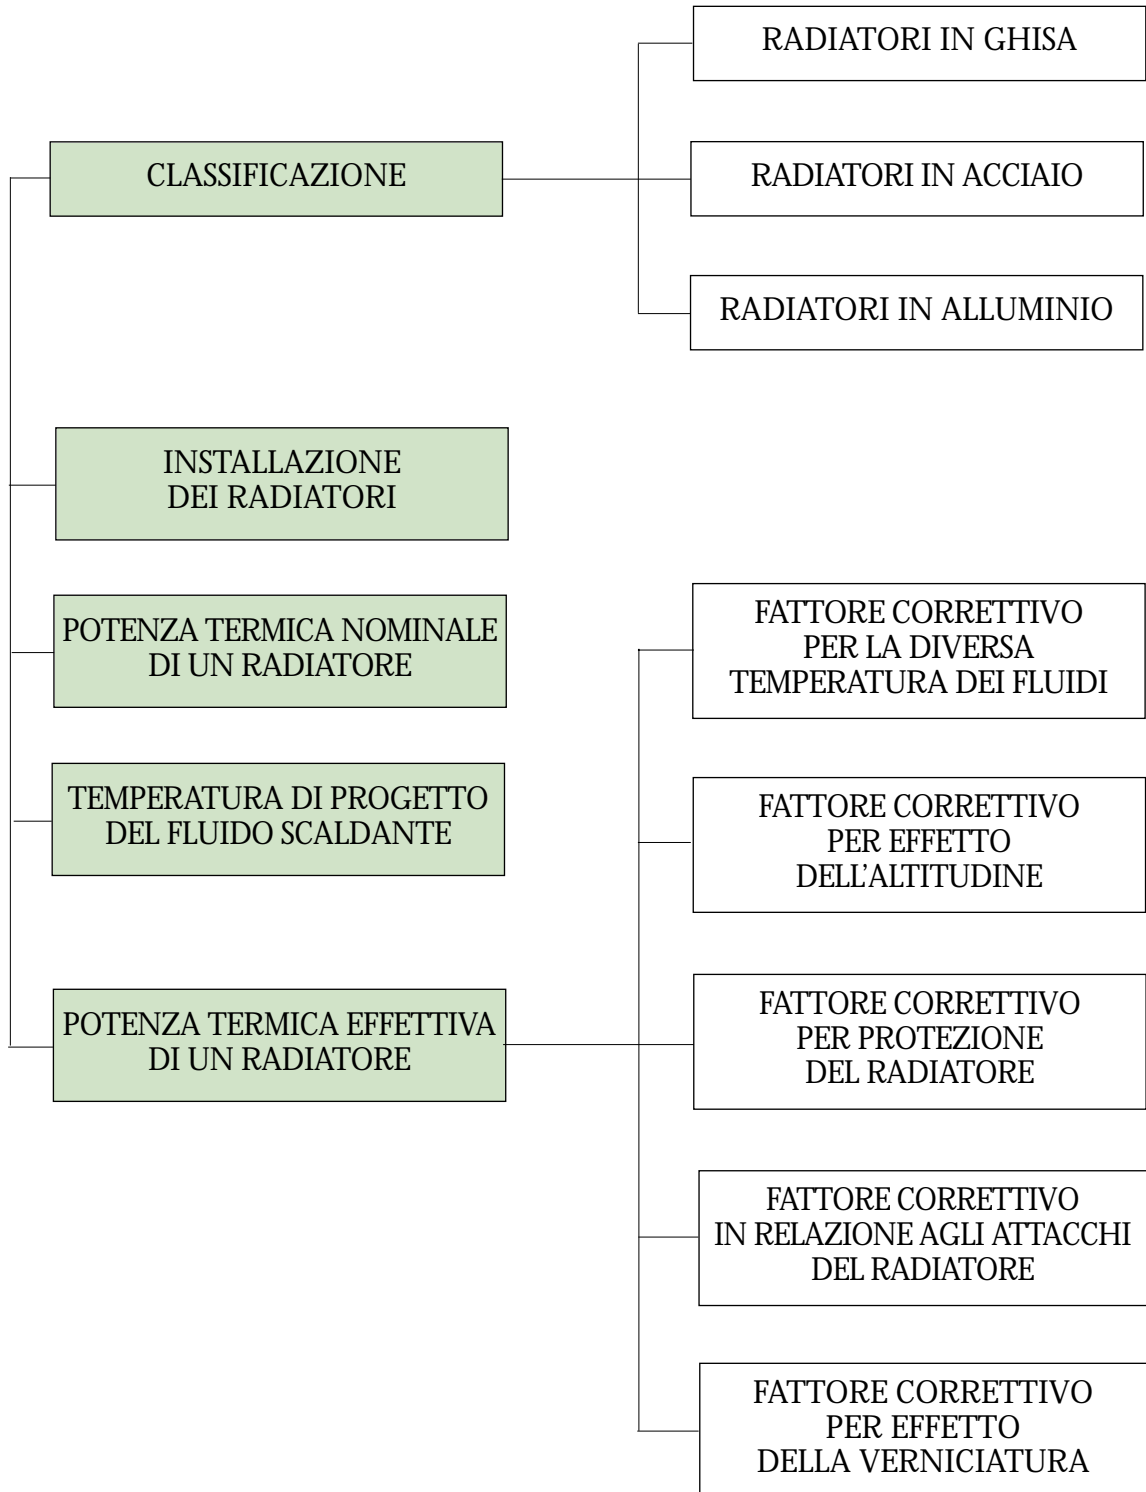 CLASSIFICAZIONE
RADIATORI IN GHISA
RADIATORI IN ACCIAIO
RADIATORI IN ALLUMINIO
INSTALLAZIONE
DEI RADIATORI
POTENZA TERMICA NOMINALE
DI UN RADIATORE
TEMPERATURA DI PROGETTO
DEL FLUIDO SCALDANTE
POTENZA TERMICA EFFETTIVA
DI UN RADIATORE
FATTORE CORRETTIVO
PER LA DIVERSA
TEMPERATURA DEI FLUIDI
FATTORE CORRETTIVO
PER EFFETTO
DELL’ALTITUDINE
FATTORE CORRETTIVO
PER PROTEZIONE
DEL RADIATORE
FATTORE CORRETTIVO
IN RELAZIONE AGLI ATTACCHI
DEL RADIATORE
FATTORE CORRETTIVO
PER EFFETTO
DELLA VERNICIATURA